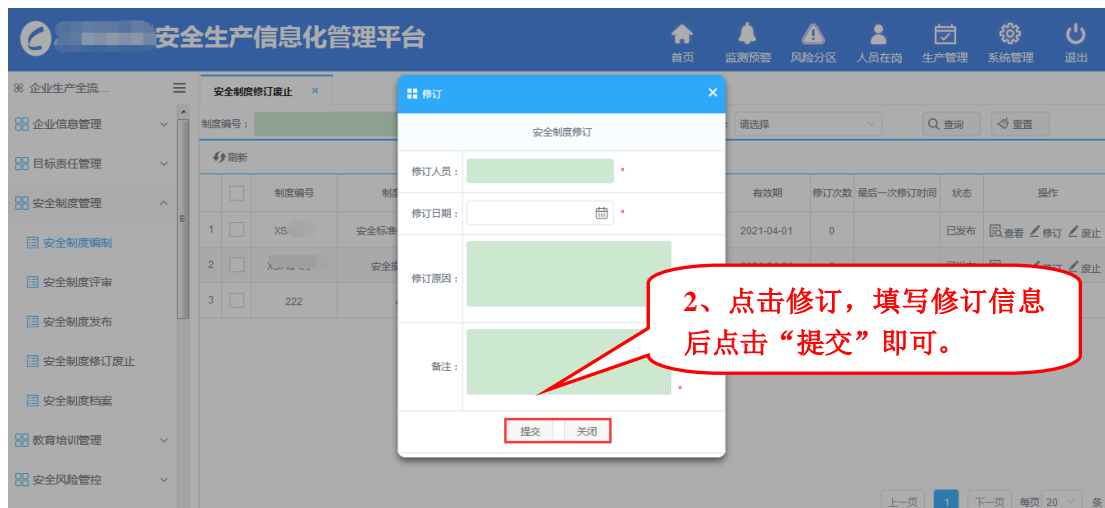 安全生产信息化管理平台
首页 监测预警 风险分区 人员在岗 生产管理 系统管理 退出
企业生产全流...
安全制度修订废止 ×
修订 ×
企业信息管理
制度编号：
请选择
查询 重置
安全制度修订
目标责任管理
刷新
修订人员： *
安全制度管理
制度编号 有效期 修订次数 最后一次修订时间 状态 操作
修订日期： *
1 安全标准 2021-04-01 0 已发布 查看 修订 废止
安全制度编制
2 废止
修订原因：
安全制度评审
3 222
2、点击修订，填写修订信息
后点击“提交”即可。
安全制度发布
安全制度修订废止
备注： *
安全制度档案
提交 关闭
教育培训管理
安全风险管控
上一页 1 下一页 每页 20 条